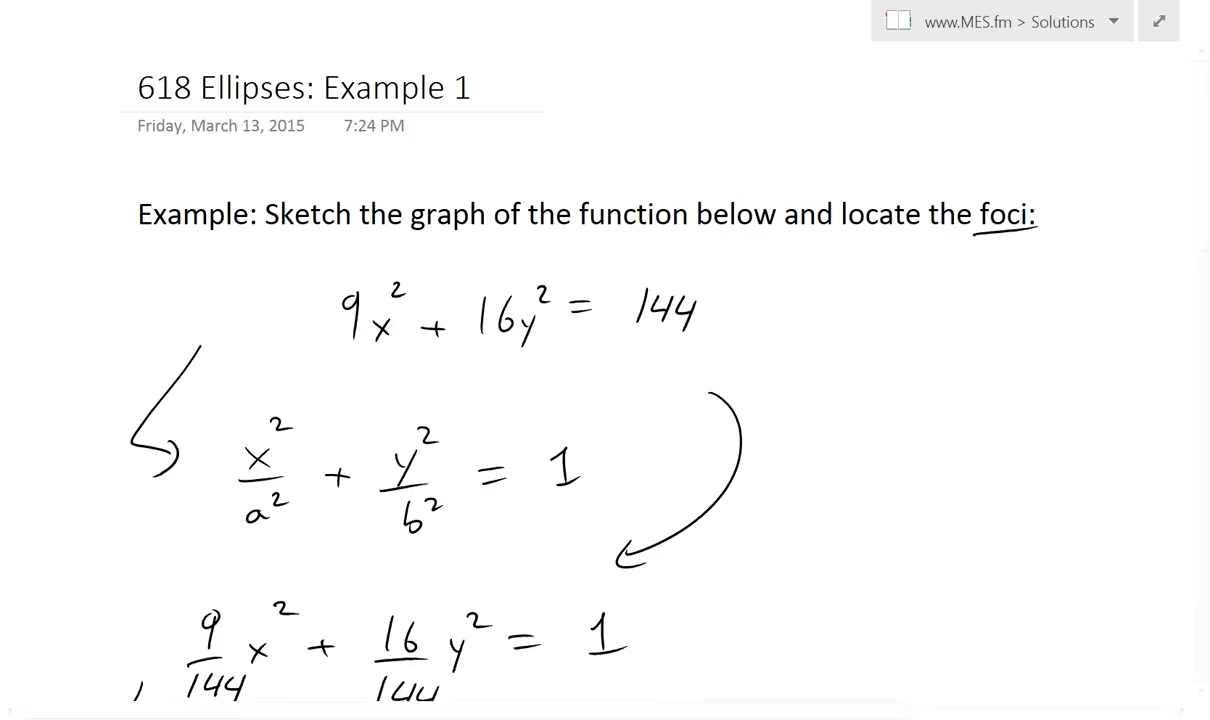 www.MES.fm > Solutions
618 Ellipses: Example 1
Friday, March 13, 2015 7:24 PM
Example: Sketch the graph of the function below and locate the foci:
9x² + 16y² = 144
x²/a² + y²/b² = 1
9/144 x² + 16/144 y² = 1